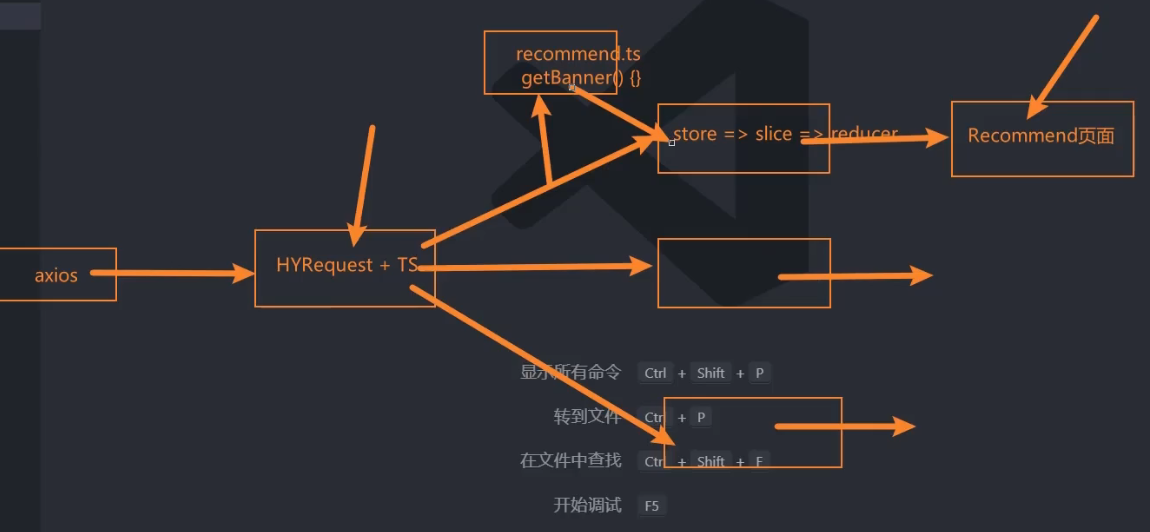 recommend.ts
getBanner() {}
store => slice => reducer
Recommend页面
axios
HYRequest + TS
显示所有命令 Ctrl + Shift + P
转到文件 Ctrl + P
在文件中查找 Ctrl + Shift + F
开始调试 F5